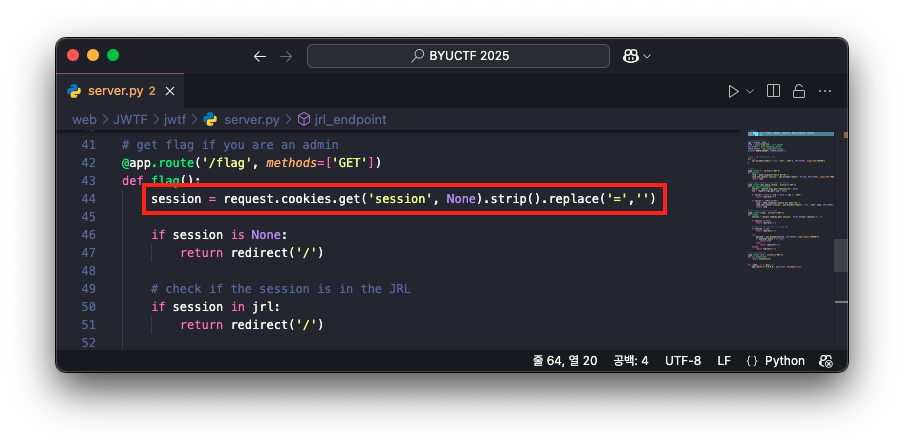 BYUCTF 2025
server.py 2
web > JWTF > jwtf > server.py > jrl_endpoint
41 # get flag if you are an admin
42 @app.route('/flag', methods=['GET'])
43 def flag():
44 session = request.cookies.get('session', None).strip().replace('=','')
45
46 if session is None:
47 return redirect('/')
48
49 # check if the session is in the JRL
50 if session in jrl:
51 return redirect('/')
52
줄 64, 열 20 공백: 4 UTF-8 LF {} Python